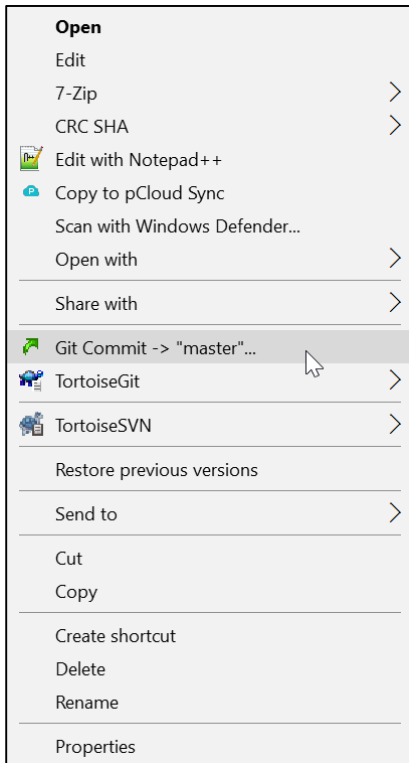 Open
Edit
7-Zip
CRC SHA
Edit with Notepad++
Copy to pCloud Sync
Scan with Windows Defender...
Open with
Share with
Git Commit -> "master"...
TortoiseGit
TortoiseSVN
Restore previous versions
Send to
Cut
Copy
Create shortcut
Delete
Rename
Properties